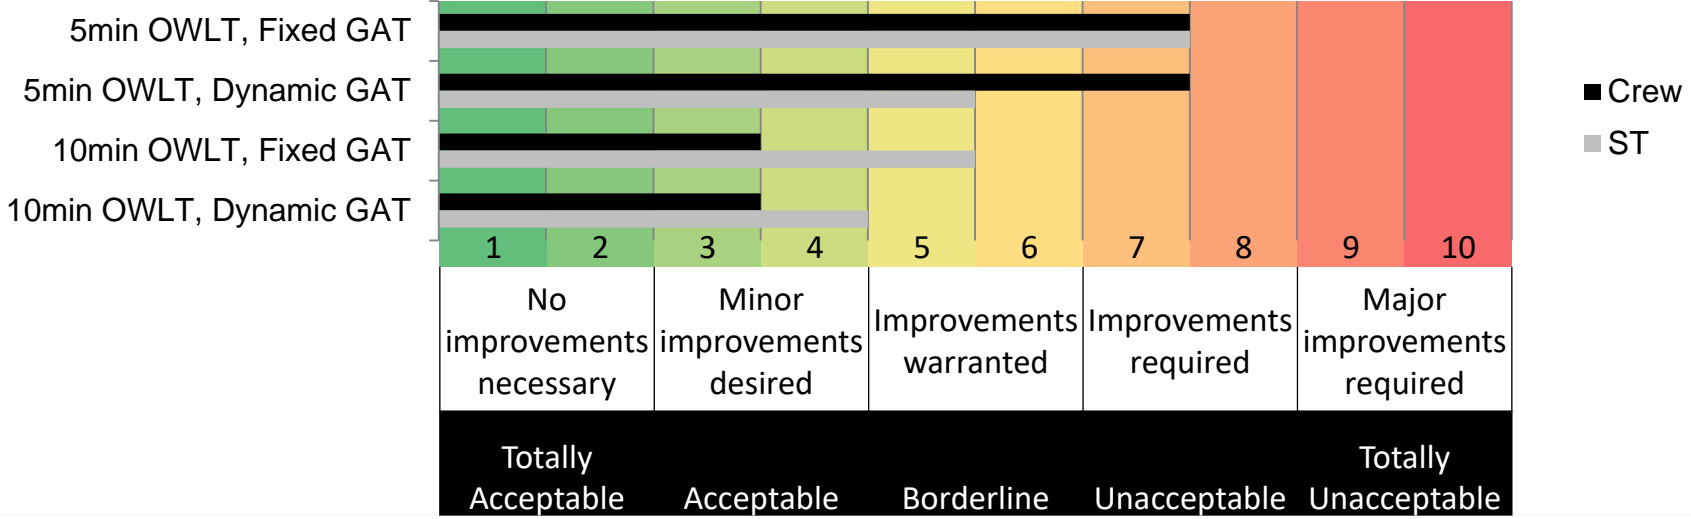 5min OWLT, Fixed GAT
5min OWLT, Dynamic GAT
10min OWLT, Fixed GAT
10min OWLT, Dynamic GAT
Crew
ST
1 2 3 4 5 6 7 8 9 10
No
improvements
necessary
Minor
improvements
desired
Improvements
warranted
Improvements
required
Major
improvements
required
Totally
Acceptable
Acceptable
Borderline
Unacceptable
Totally
Unacceptable